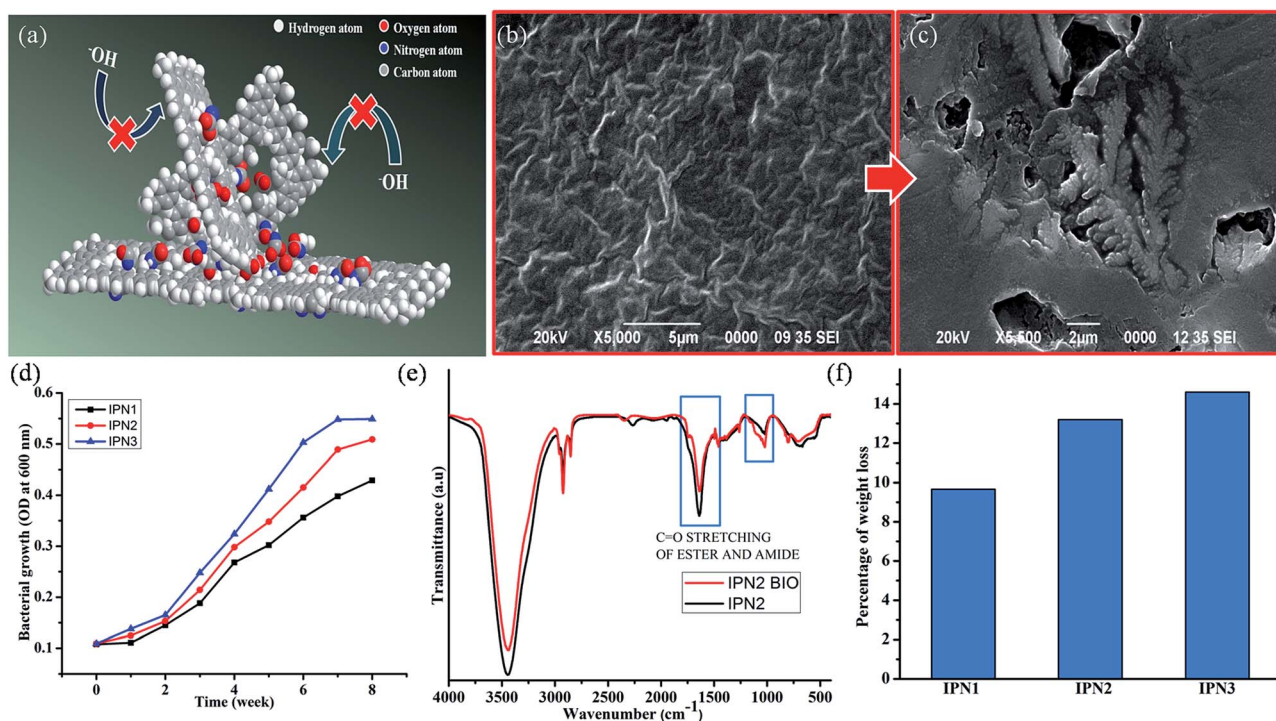 (a)
Hydrogen atom
Oxygen atom
Nitrogen atom
Carbon atom
-OH
-OH
(b)
20kV X5,000 5µm 0000 09 35 SEI
(c)
20kV X5,500 2µm 0000 12 35 SEI
(d)
Bacterial growth (OD at 600 nm)
0.6
0.5
0.4
0.3
0.2
0.1
IPN1
IPN2
IPN3
0 2 4 6 8
Time (week)
(e)
Transmittance (a.u)
C=O STRETCHING
OF ESTER AND AMIDE
IPN2 BIO
IPN2
4000 3500 3000 2500 2000 1500 1000 500
Wavenumber (cm-1)
(f)
Percentage of weight loss
14
12
10
8
6
4
2
0
IPN1 IPN2 IPN3